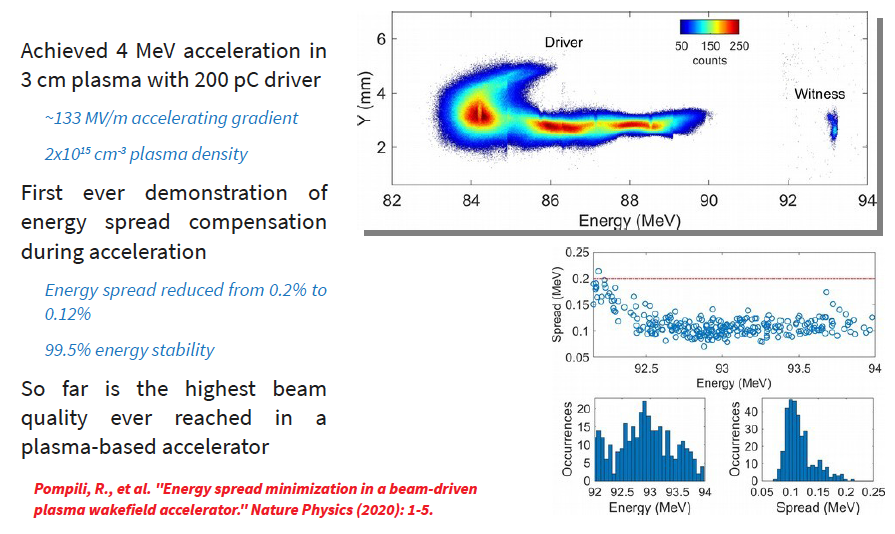 Achieved 4 MeV acceleration in
3 cm plasma with 200 pC driver
~133 MV/m accelerating gradient
2x10¹⁵ cm⁻³ plasma density
First ever demonstration of
energy spread compensation
during acceleration
Energy spread reduced from 0.2% to
0.12%
99.5% energy stability
So far is the highest beam
quality ever reached in a
plasma-based accelerator
Pompili, R., et al. "Energy spread minimization in a beam-driven
plasma wakefield accelerator." Nature Physics (2020): 1-5.
Driver
50 150 250
counts
Witness
Y (mm)
6
4
2
82 84 86 88 90 92 94
Energy (MeV)
Spread (MeV)
0.25
0.2
0.15
0.1
0.05
92.5 93 93.5 94
Energy (MeV)
Occurrences
20
15
10
5
0
92 92.5 93 93.5 94
Energy (MeV)
Occurrences
40
30
20
10
0
0.05 0.1 0.15 0.2 0.25
Spread (MeV)